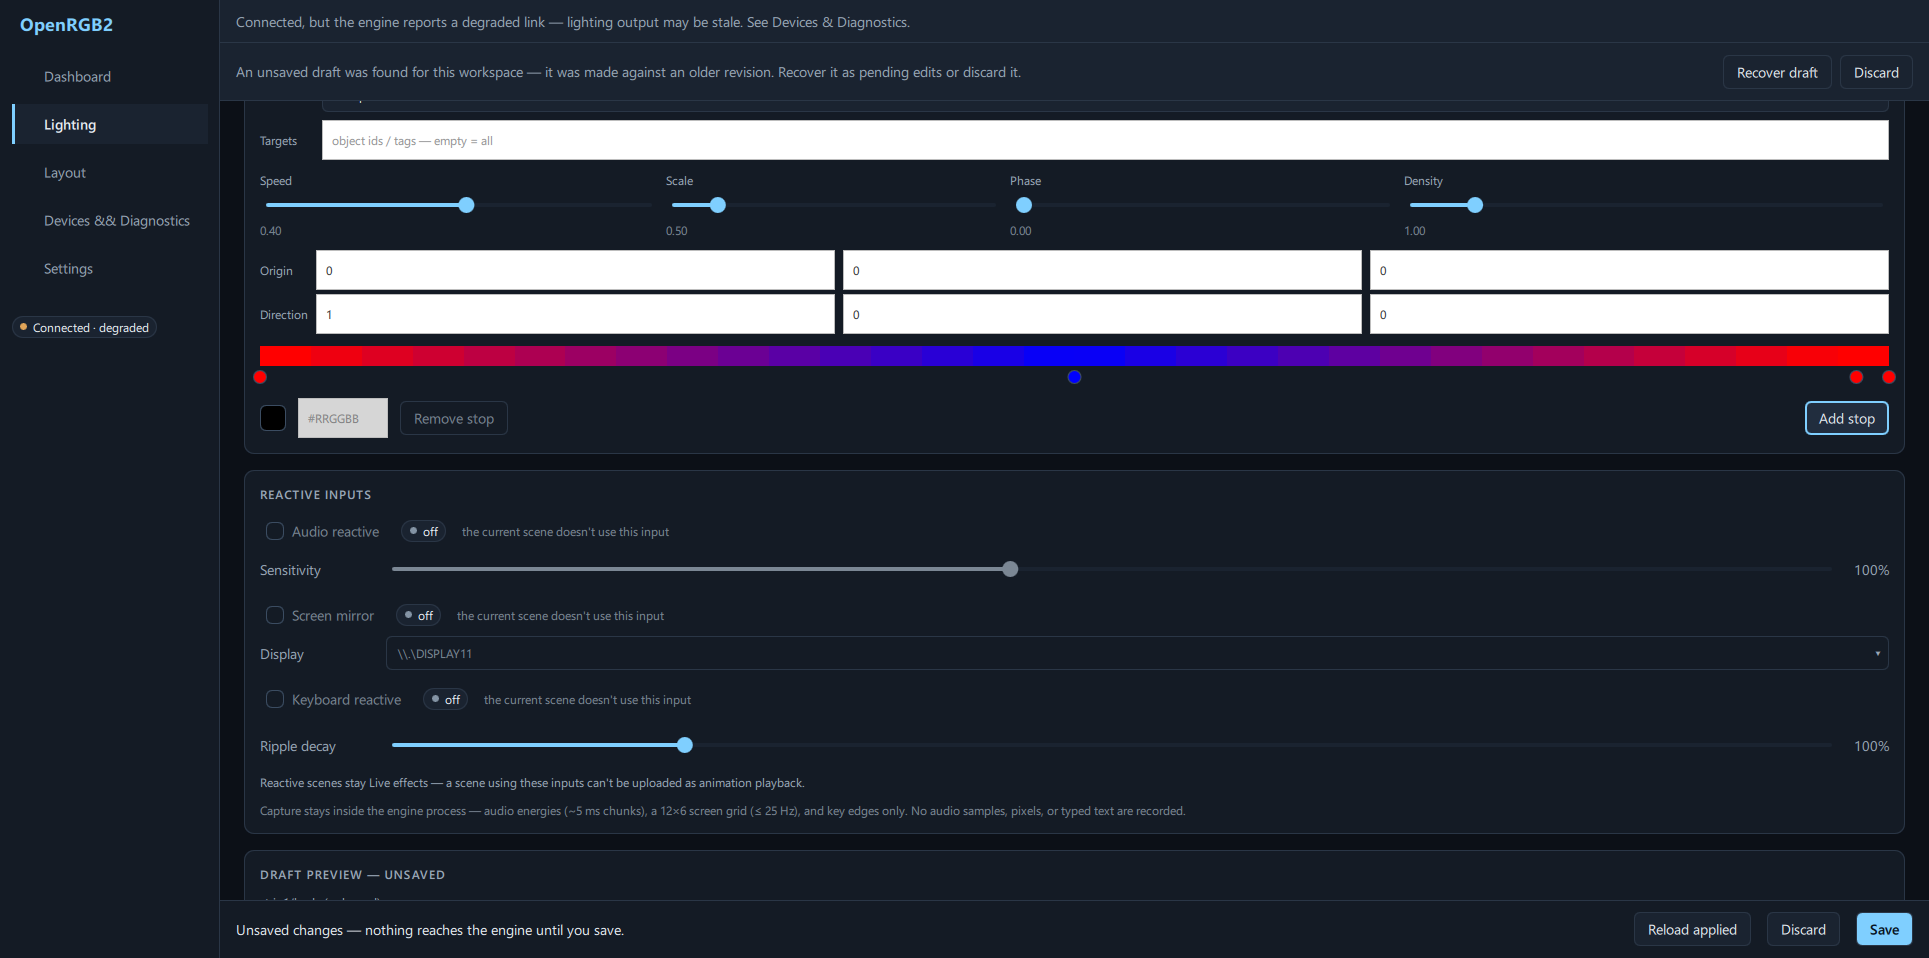 OpenRGB2
Dashboard
Lighting
Layout
Devices && Diagnostics
Settings
Connected · degraded
Connected, but the engine reports a degraded link — lighting output may be stale. See Devices & Diagnostics.
An unsaved draft was found for this workspace — it was made against an older revision. Recover it as pending edits or discard it.
Recover draft
Discard
Targets
object ids / tags — empty = all
Speed
Scale
Phase
Density
0.40
0.50
0.00
1.00
Origin
0
0
0
Direction
1
0
0
#RRGGBB
Remove stop
Add stop
REACTIVE INPUTS
Audio reactive
off
the current scene doesn't use this input
Sensitivity
100%
Screen mirror
off
the current scene doesn't use this input
Display
\\.\DISPLAY11
Keyboard reactive
off
the current scene doesn't use this input
Ripple decay
100%
Reactive scenes stay Live effects — a scene using these inputs can't be uploaded as animation playback.
Capture stays inside the engine process — audio energies (~5 ms chunks), a 12×6 screen grid (≤ 25 Hz), and key edges only. No audio samples, pixels, or typed text are recorded.
DRAFT PREVIEW — UNSAVED
Unsaved changes — nothing reaches the engine until you save.
Reload applied
Discard
Save